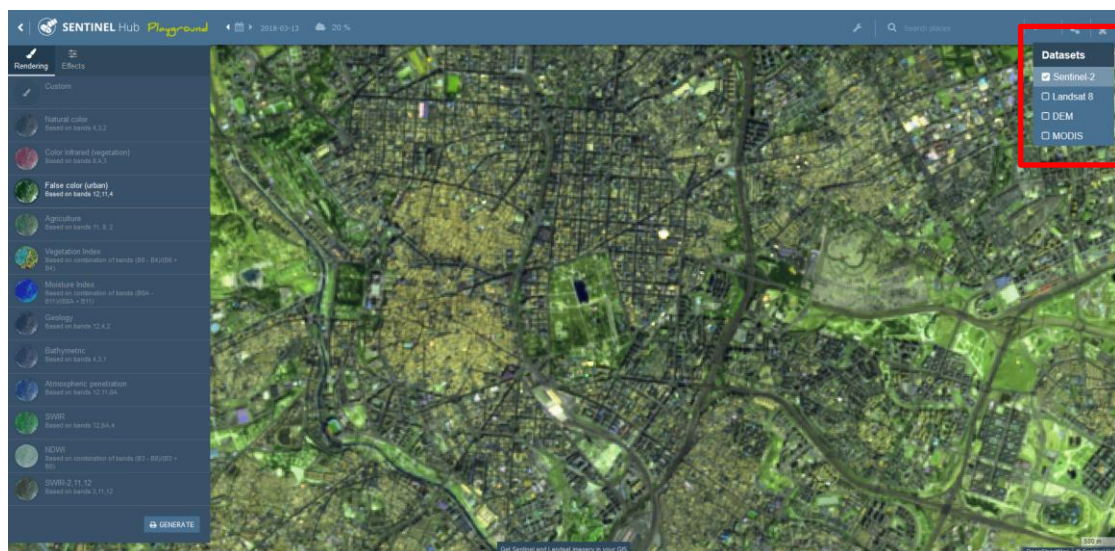 SENTINEL Hub Playground
2018-03-13
20 %
Search places
Rendering
Effects
Custom
Natural color
Based on bands 4,3,2
Color Infrared (vegetation)
Based on bands 8,4,3
False color (urban)
Based on bands 12,11,4
Agriculture
Based on bands 11, 8, 2
Vegetation Index
Based on combination of bands (B8 - B4)/(B8 +
B4)
Moisture Index
Based on combination of bands (B8A -
B11)/(B8A + B11)
Geology
Based on bands 12,4,2
Bathymetric
Based on bands 4,3,1
Atmospheric penetration
Based on bands 12,11,8A
SWIR
Based on bands 12,8A,4
NDWI
Based on combination of bands (B3 - B8)/(B3 +
B8)
SWIR-2,11,12
Based on bands 2,11,12
GENERATE
Datasets
Sentinel-2
Landsat 8
DEM
MODIS
Get Sentinel and Landsat imagery in your GIS
500 m